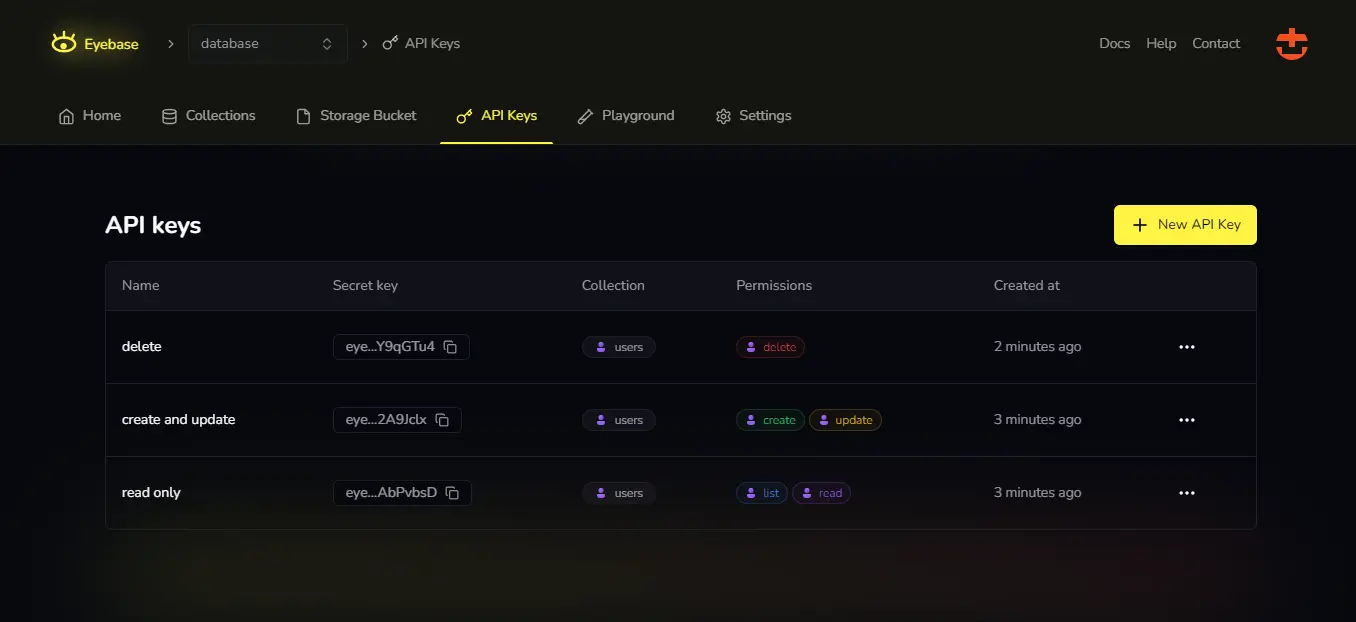 Eyebase > database > API Keys Docs Help Contact
Home Collections Storage Bucket API Keys Playground Settings
API keys + New API Key
Name Secret key Collection Permissions Created at
delete eye...Y9qGTu4 users delete 2 minutes ago ...
create and update eye...2A9Jclx users create update 3 minutes ago ...
read only eye...AbPvbsD users list read 3 minutes ago ...